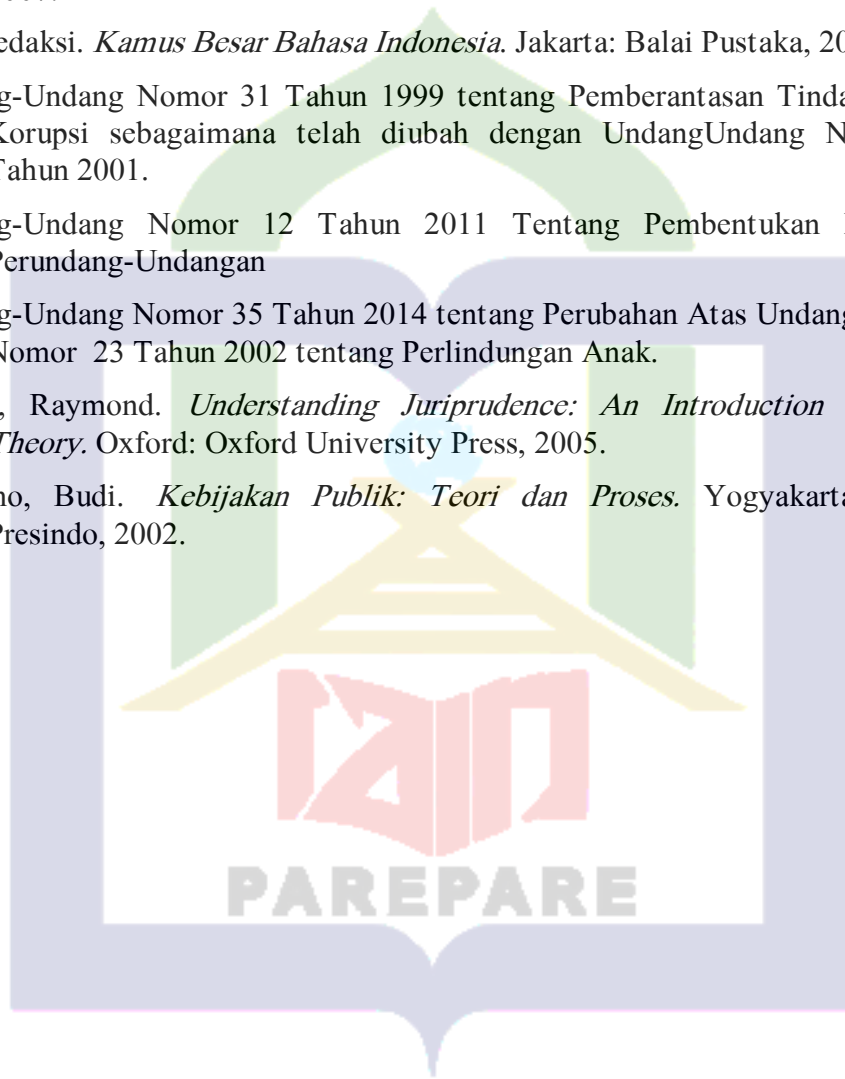 edaksi. Kamus Besar Bahasa Indonesia. Jakarta: Balai Pustaka, 20
g-Undang Nomor 31 Tahun 1999 tentang Pemberantasan Tinda
Korupsi sebagaimana telah diubah dengan UndangUndang N
Tahun 2001.
g-Undang Nomor 12 Tahun 2011 Tentang Pembentukan
Perundang-Undangan
g-Undang Nomor 35 Tahun 2014 tentang Perubahan Atas Undang
Nomor 23 Tahun 2002 tentang Perlindungan Anak.
, Raymond. Understanding Juriprudence: An Introduction
Theory. Oxford: Oxford University Press, 2005.
no, Budi. Kebijakan Publik: Teori dan Proses. Yogyakarta
Presindo, 2002.
iain
PAREPARE